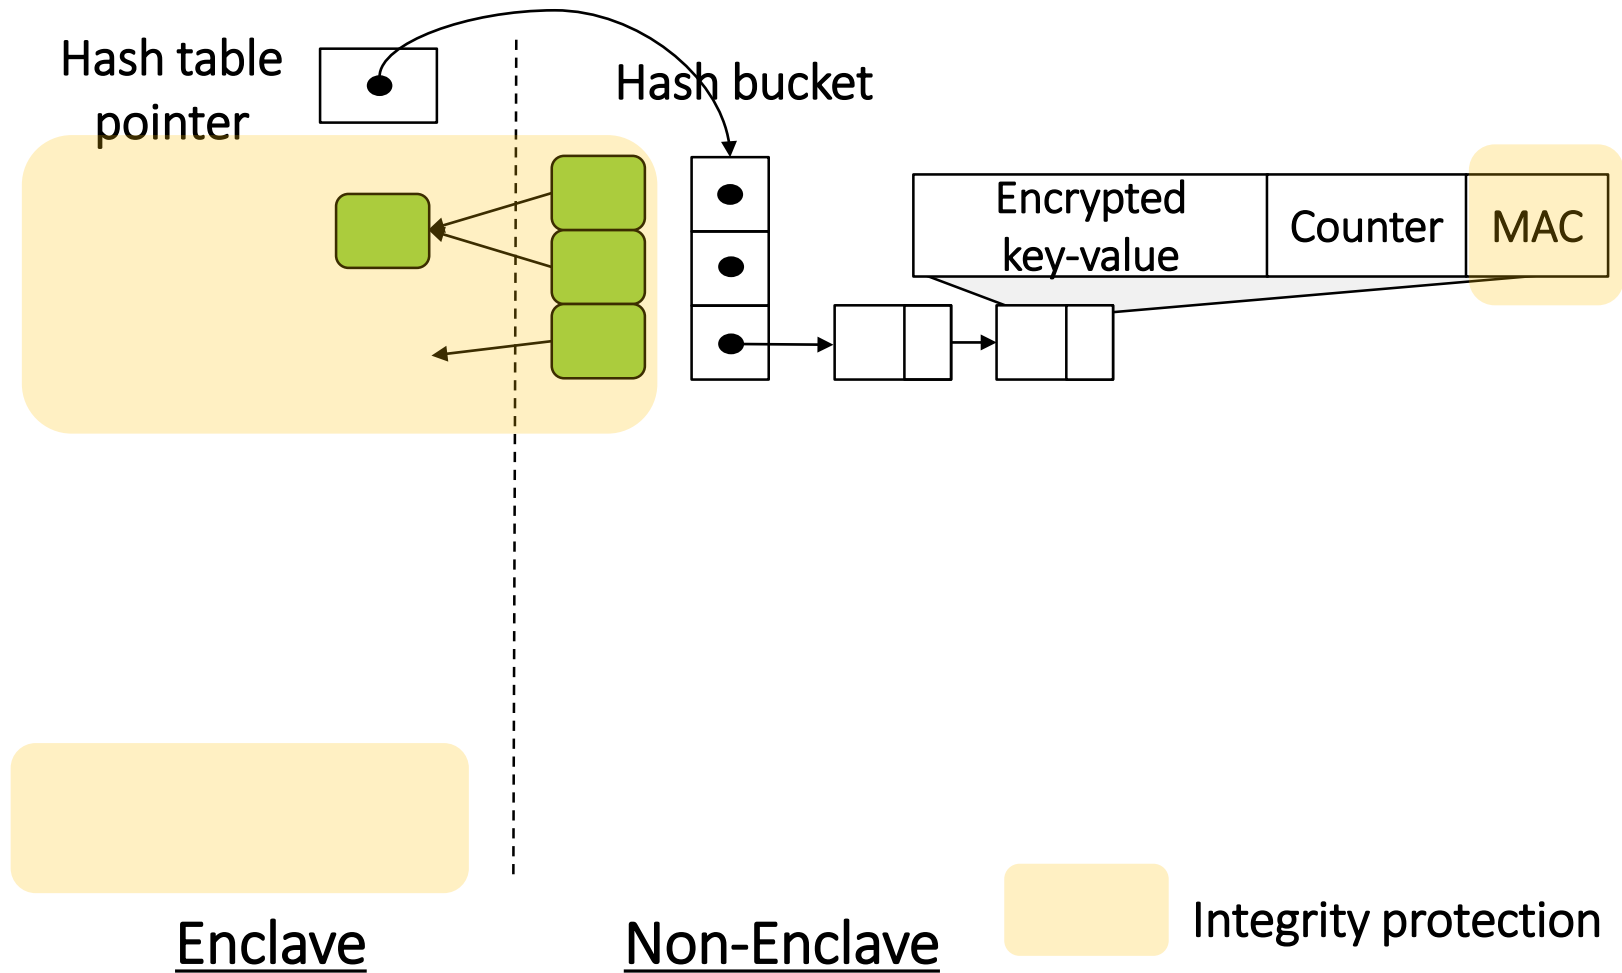 Hash table
pointer
Hash bucket
Encrypted
key-value
Counter
MAC
Enclave
Non-Enclave
Integrity protection